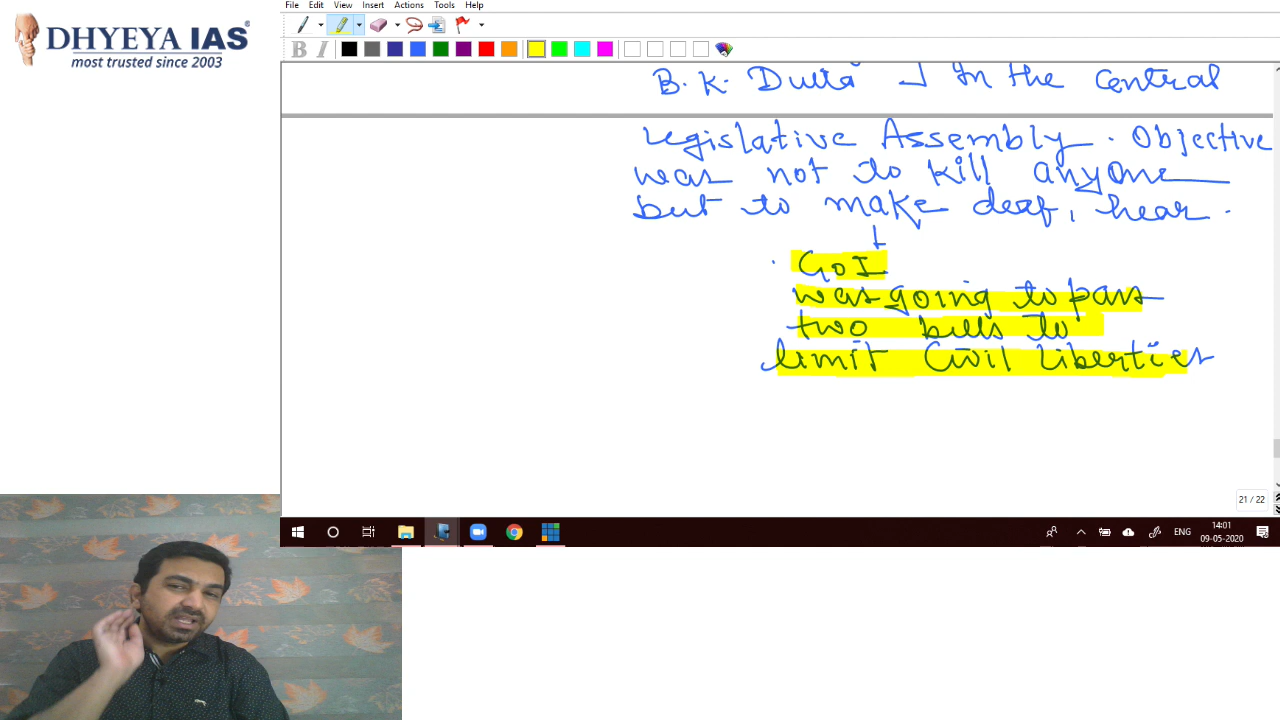 DHYEYA IAS®
most trusted since 2003
File Edit View Insert Actions Tools Help
B I
B. K. Dutta → In the Central
Legislative Assembly. Objective
was not to kill anyone
but to make deaf, hear.
GoI
was going to pass
two bills to
limit Civil Liberties
21 / 22
ENG
14:01
09-05-2020